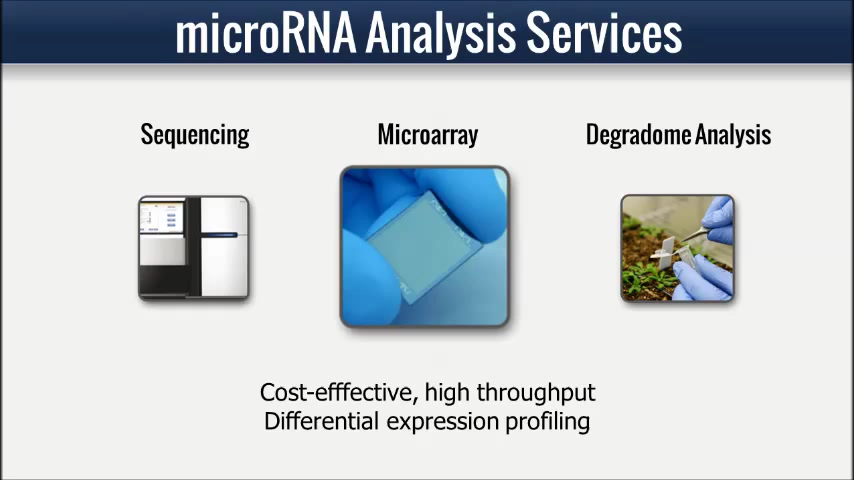 microRNA Analysis Services
Sequencing
Microarray
Degradome Analysis
Cost-efffective, high throughput
Differential expression profiling